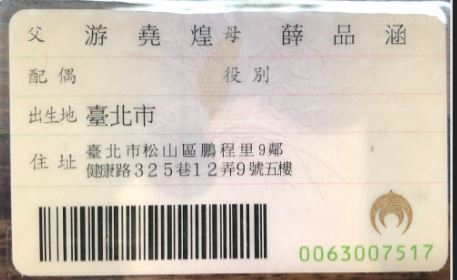 父 游堯煌 母 薛品涵
配偶 役別
出生地 臺北市
住址 臺北市松山區鵬程里9鄰
健康路325巷12弄9號五樓
0063007517